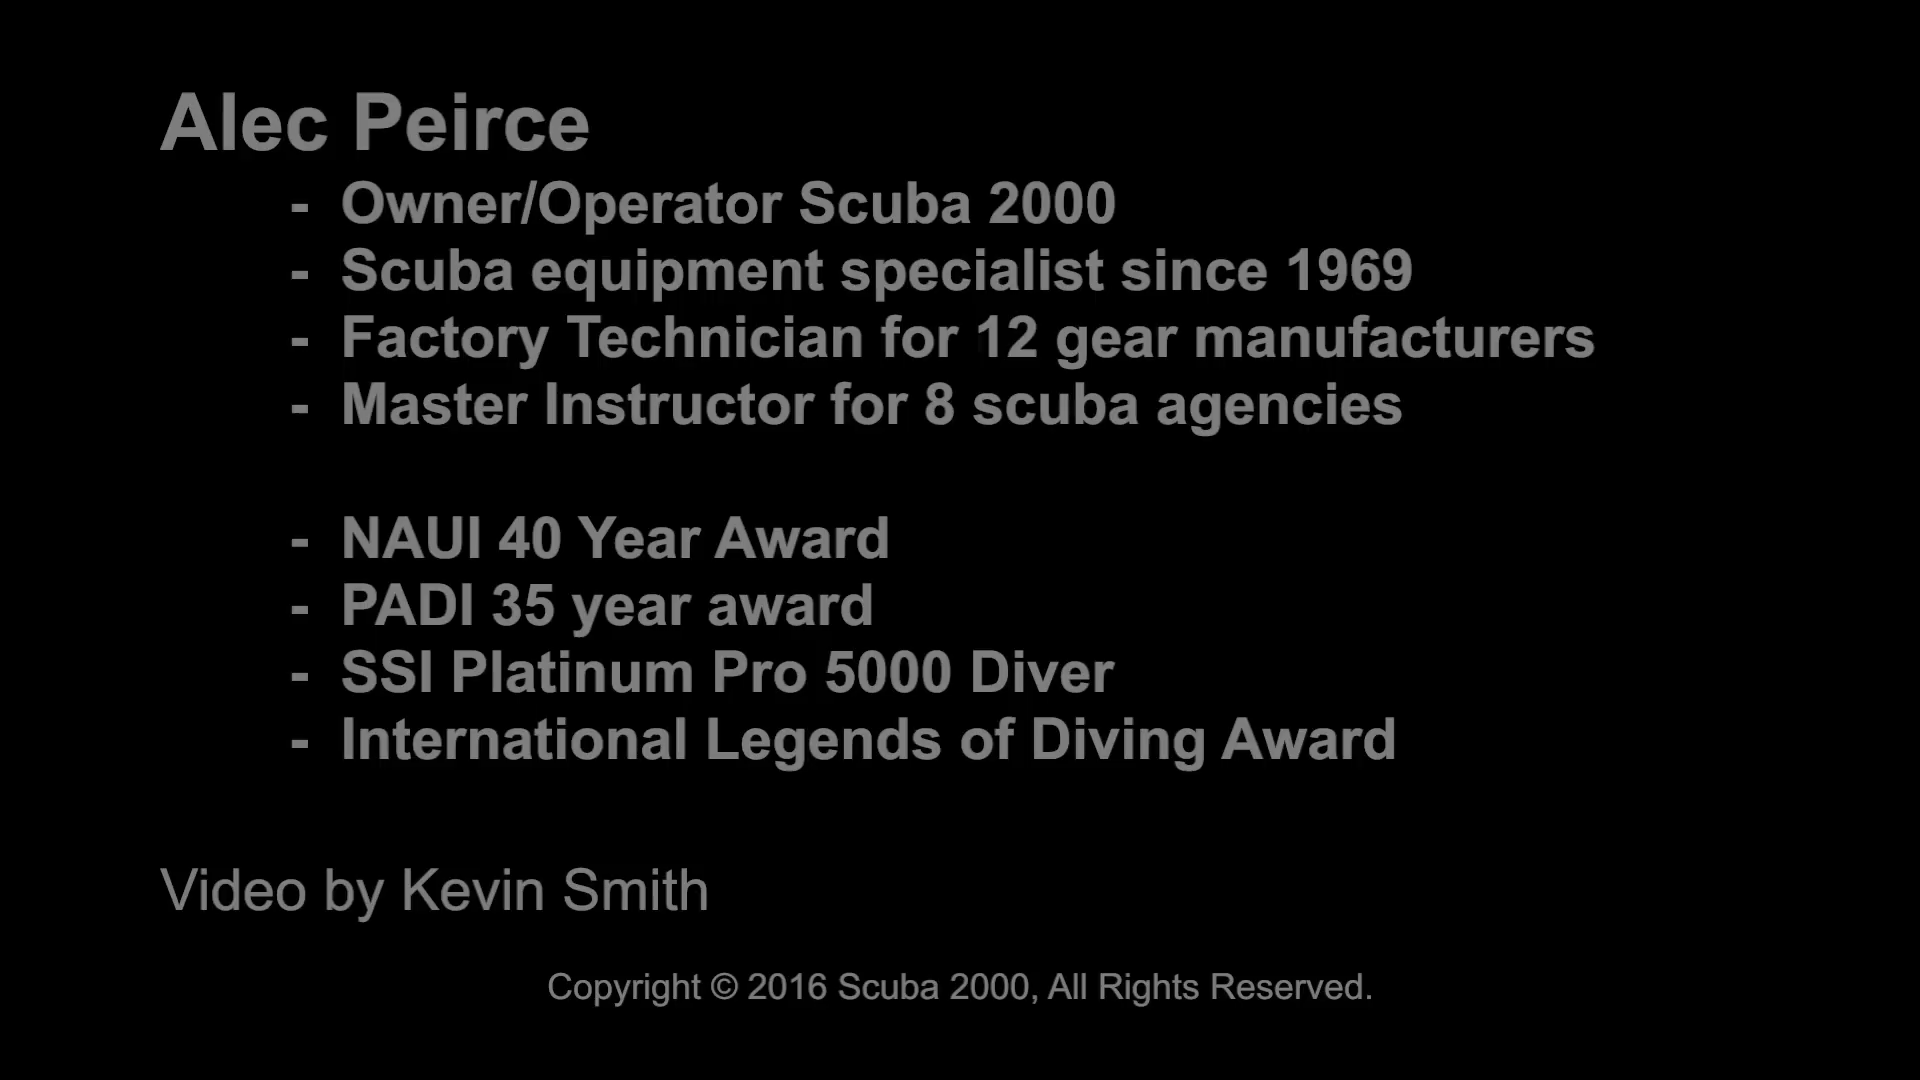 Alec Peirce
- Owner/Operator Scuba 2000
- Scuba equipment specialist since 1969
- Factory Technician for 12 gear manufacturers
- Master Instructor for 8 scuba agencies
- NAUI 40 Year Award
- PADI 35 year award
- SSI Platinum Pro 5000 Diver
- International Legends of Diving Award
Video by Kevin Smith
Copyright © 2016 Scuba 2000, All Rights Reserved.